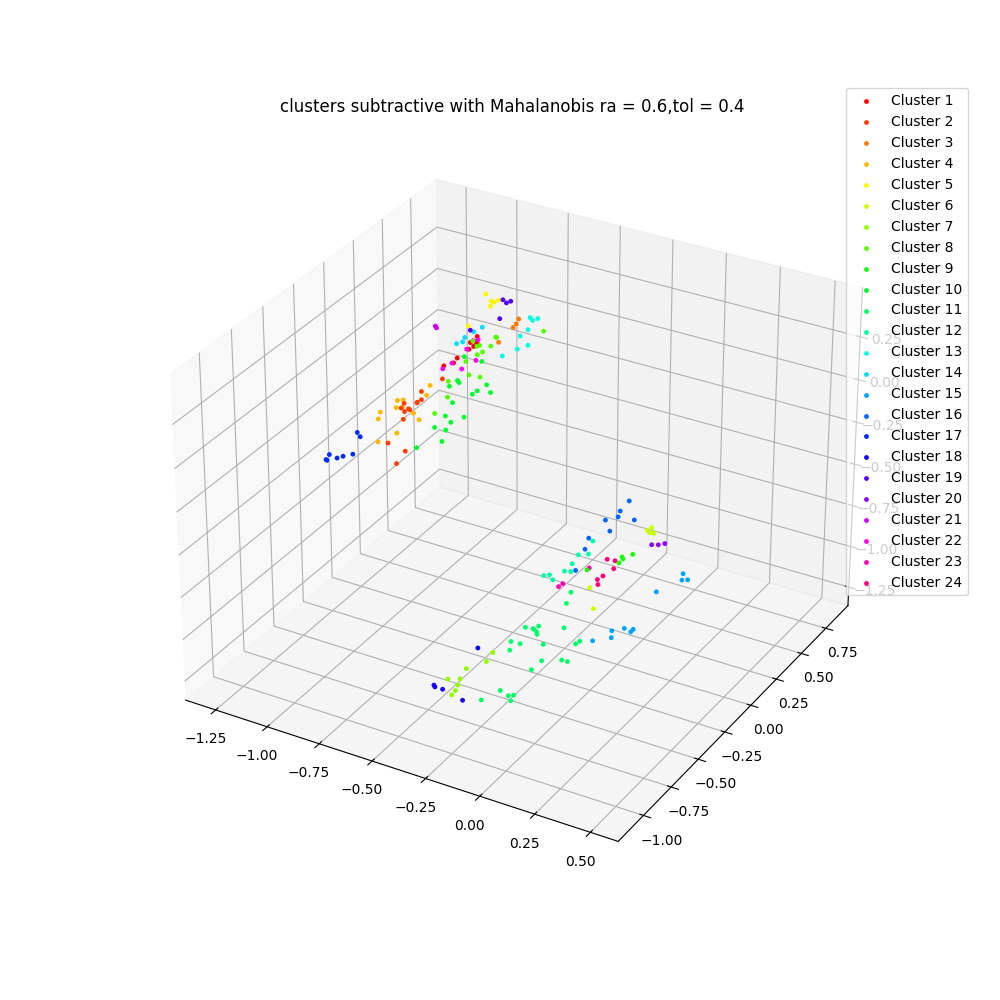 clusters subtractive with Mahalanobis ra = 0.6,tol = 0.4
Cluster 1
Cluster 2
Cluster 3
Cluster 4
Cluster 5
Cluster 6
Cluster 7
Cluster 8
Cluster 9
Cluster 10
Cluster 11
Cluster 12
Cluster 13
Cluster 14
Cluster 15
Cluster 16
Cluster 17
Cluster 18
Cluster 19
Cluster 20
Cluster 21
Cluster 22
Cluster 23
Cluster 24
0.25
0.00
−0.25
−0.50
−0.75
−1.00
−1.25
0.75
0.50
0.25
0.00
−0.25
−0.50
−0.75
−1.00
−1.25
−1.00
−0.75
−0.50
−0.25
0.00
0.25
0.50